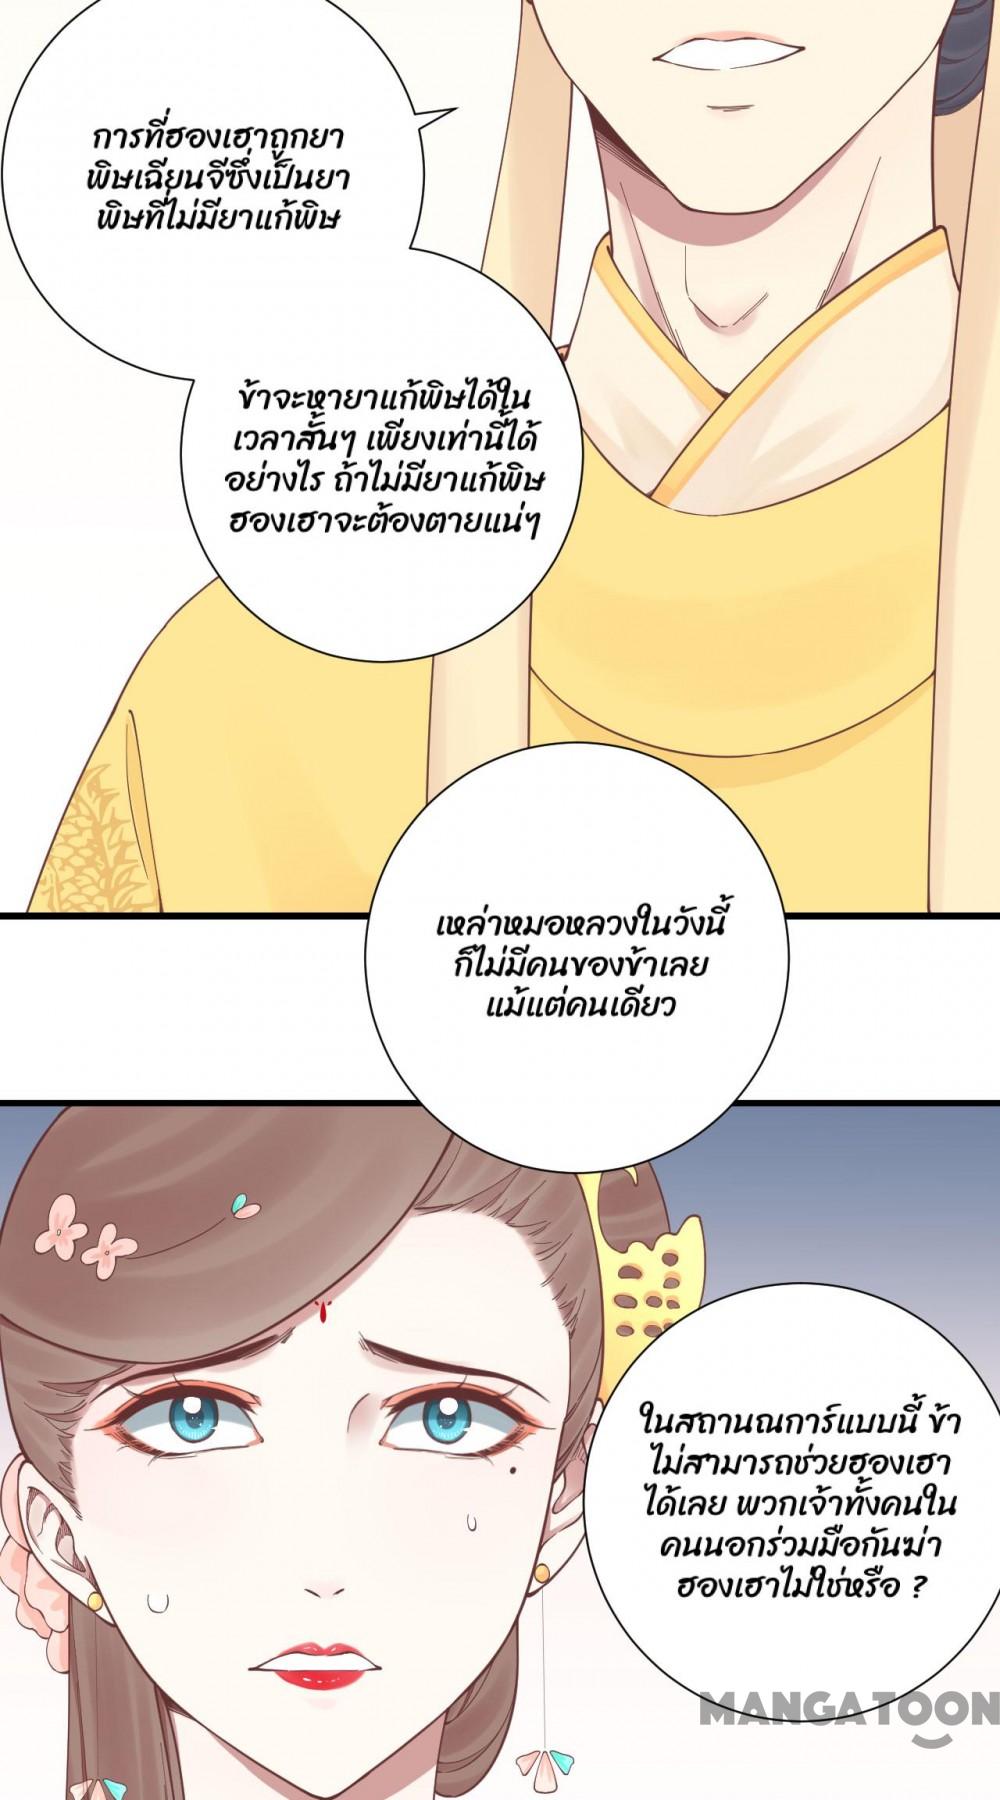 การที่ฮองเฮาถูกยา
พิษเฉียนจีซึ่งเป็นยา
พิษที่ไม่มียาแก้พิษ
ข้าจะหายาแก้พิษได้ใน
เวลาสั้นๆ เพียงเท่านี้ได้
อย่างไร ถ้าไม่มียาแก้พิษ
ฮองเฮาจะต้องตายแน่ๆ
เหล่าหมอหลวงในวังนี้
ก็ไม่มีคนของข้าเลย
แม้แต่คนเดียว
ในสถานณการ์แบบนี้ ข้า
ไม่สามารถช่วยฮองเฮา
ได้เลย พวกเจ้าทั้งคนใน
คนนอกร่วมมือกันฆ่า
ฮองเฮาไม่ใช่หรือ ?
MANGATOON